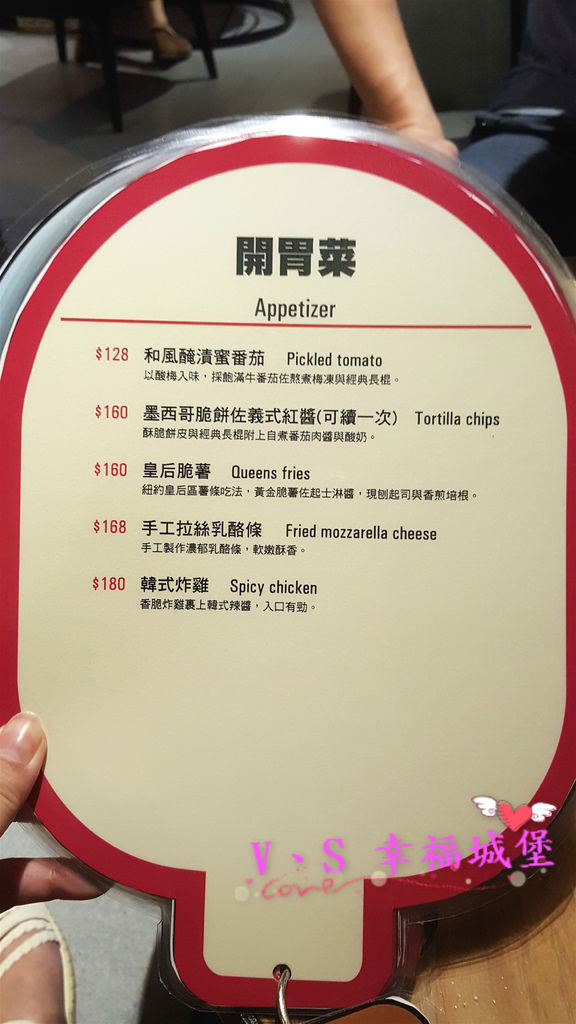 開胃菜
Appetizer
$128 和風醃漬蜜番茄 Pickled tomato
以酸梅入味，採飽滿牛番茄佐熬煮梅凍與經典長棍。
$160 墨西哥脆餅佐義式紅醬(可續一次) Tortilla chips
酥脆餅皮與經典長棍附上自煮番茄肉醬與酸奶。
$160 皇后脆薯 Queens fries
紐約皇后區薯條吃法，黃金脆薯佐起士淋醬，現刨起司與香煎培根。
$168 手工拉絲乳酪條 Fried mozzarella cheese
手工製作濃郁乳酪條，軟嫩酥香。
$180 韓式炸雞 Spicy chicken
香脆炸雞裹上韓式辣醬，入口有勁。
V、S 幸福城堡